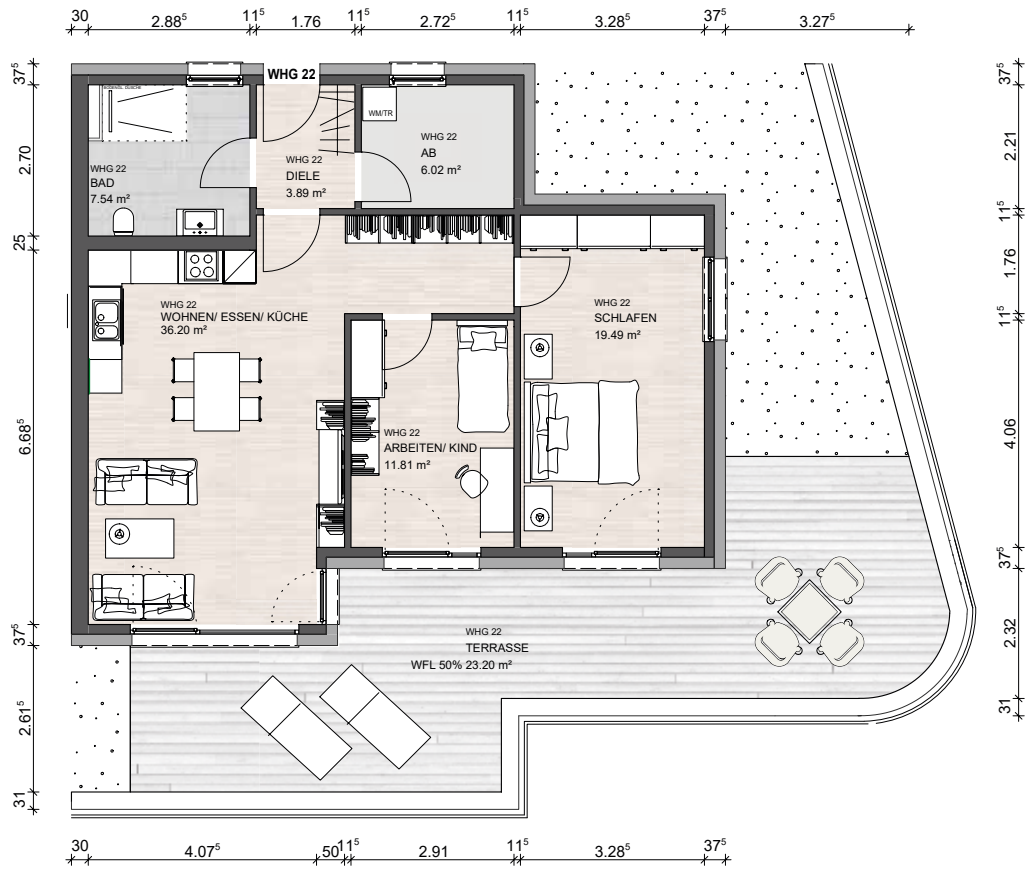 30 2.88⁵ 11⁵ 1.76 11⁵ 2.72⁵ 11⁵ 3.28⁵ 37⁵ 3.27⁵
WHG 22
37⁵
2.70
25
6.68⁵
37⁵
2.61⁵
31
37⁵
2.21
11⁵
1.76
11⁵
4.06
37⁵
2.32
31
WM/TR
WHG 22
AB
6.02 m²
WHG 22
DIELE
3.89 m²
WHG 22
BAD
7.54 m²
WHG 22
WOHNEN/ ESSEN/ KÜCHE
36.20 m²
WHG 22
SCHLAFEN
19.49 m²
WHG 22
ARBEITEN/ KIND
11.81 m²
WHG 22
TERRASSE
WFL 50% 23.20 m²
30 4.07⁵ 50 11⁵ 2.91 11⁵ 3.28⁵ 37⁵